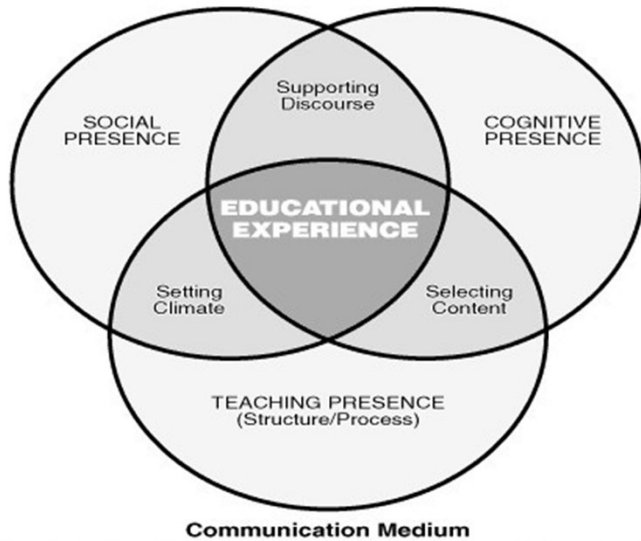 Supporting
Discourse
SOCIAL
PRESENCE
COGNITIVE
PRESENCE
EDUCATIONAL
EXPERIENCE
Setting
Climate
Selecting
Content
TEACHING PRESENCE
(Structure/Process)
Communication Medium